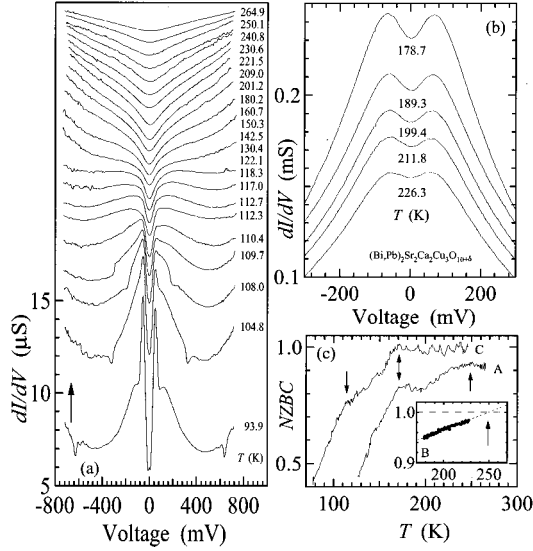 264.9
250.1
240.8
230.6
221.5
209.0
201.2
180.2
160.7
150.3
142.5
130.4
122.1
118.3
117.0
112.7
112.3
110.4
109.7
108.0
104.8
93.9
T (K)
(a)
15
12
8
5
dI/dV (µS)
-800 -400 0 400 800
Voltage (mV)
(b)
178.7
189.3
199.4
211.8
226.3
T (K)
(Bi,Pb)₂Sr₂Ca₂Cu₃O₁₀₊δ
0.2
0.1
dI/dV (mS)
-200 0 200
Voltage (mV)
(c)
C
A
1.0
0.5
NZBC
1.0
0.9
B
200 250
100 200 300
T (K)